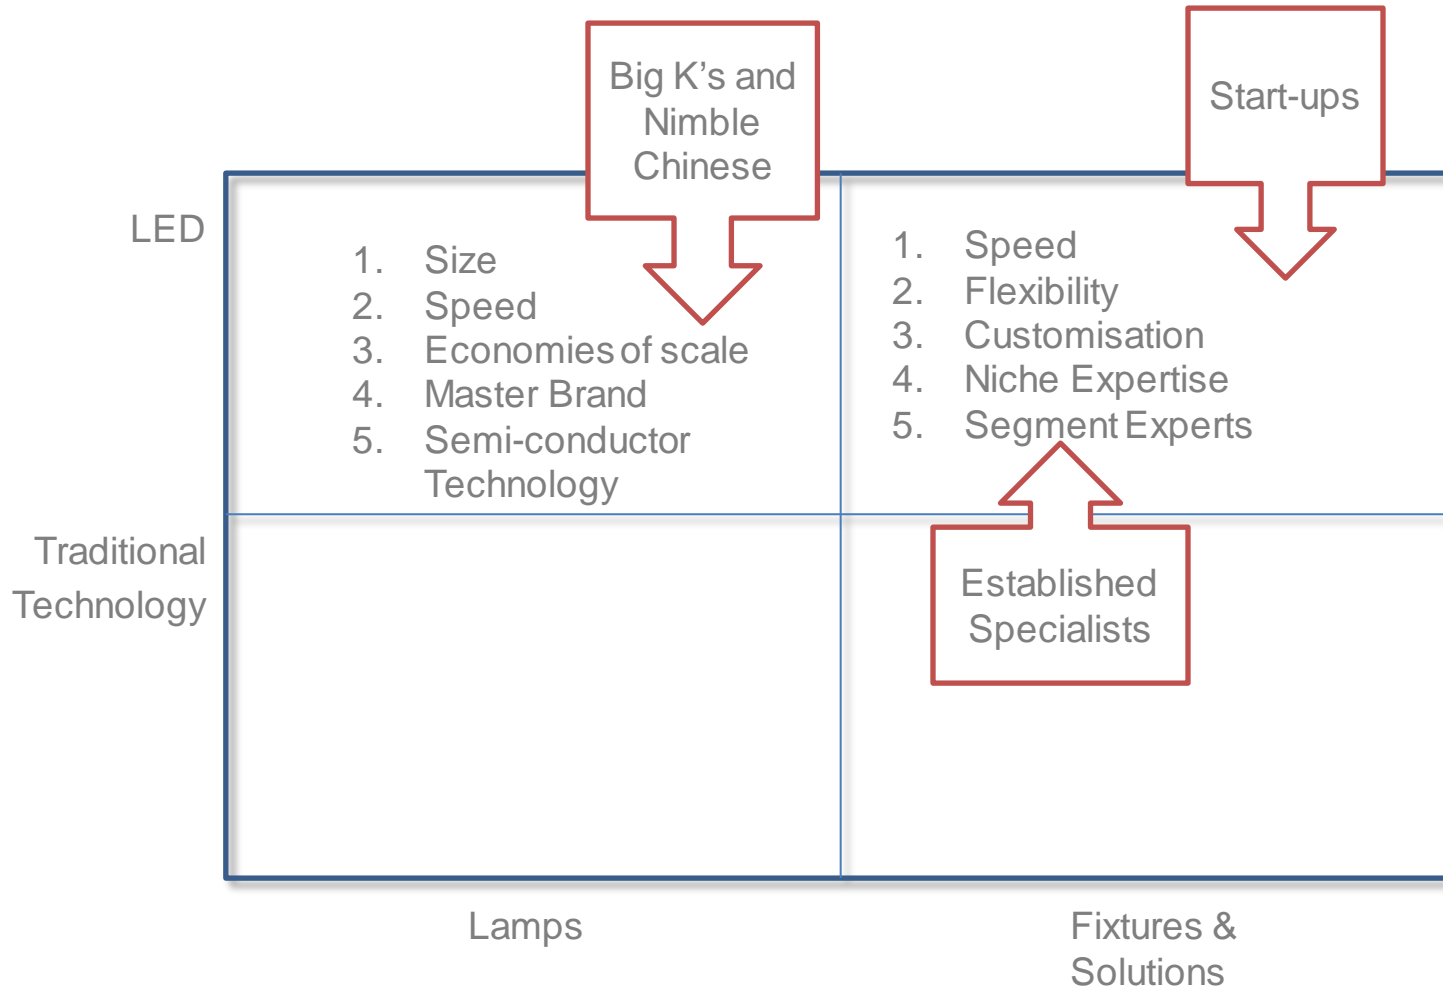 Big K’s and
Nimble
Chinese
Start-ups
LED
1. Size
2. Speed
3. Economies of scale
4. Master Brand
5. Semi-conductor
Technology
1. Speed
2. Flexibility
3. Customisation
4. Niche Expertise
5. Segment Experts
Traditional
Technology
Established
Specialists
Lamps
Fixtures &
Solutions